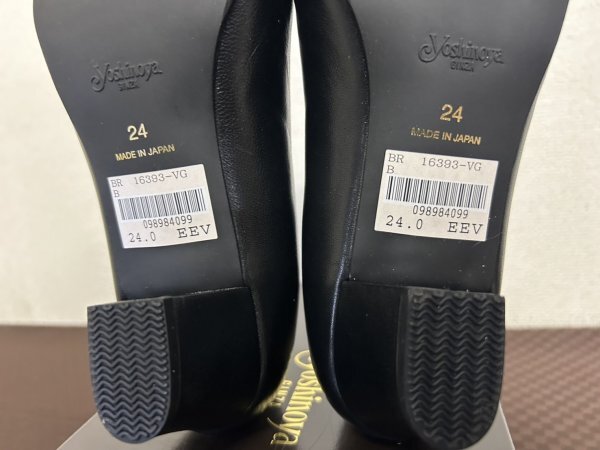 Yoshinoya
GINZA
24
MADE IN JAPAN
BR 16393-VG
B
098984099
24.0 EEV
Yoshinoya
GINZA
24
MADE IN JAPAN
BR 16393-VG
B
098984099
24.0 EEV
Yoshinoya
GINZA